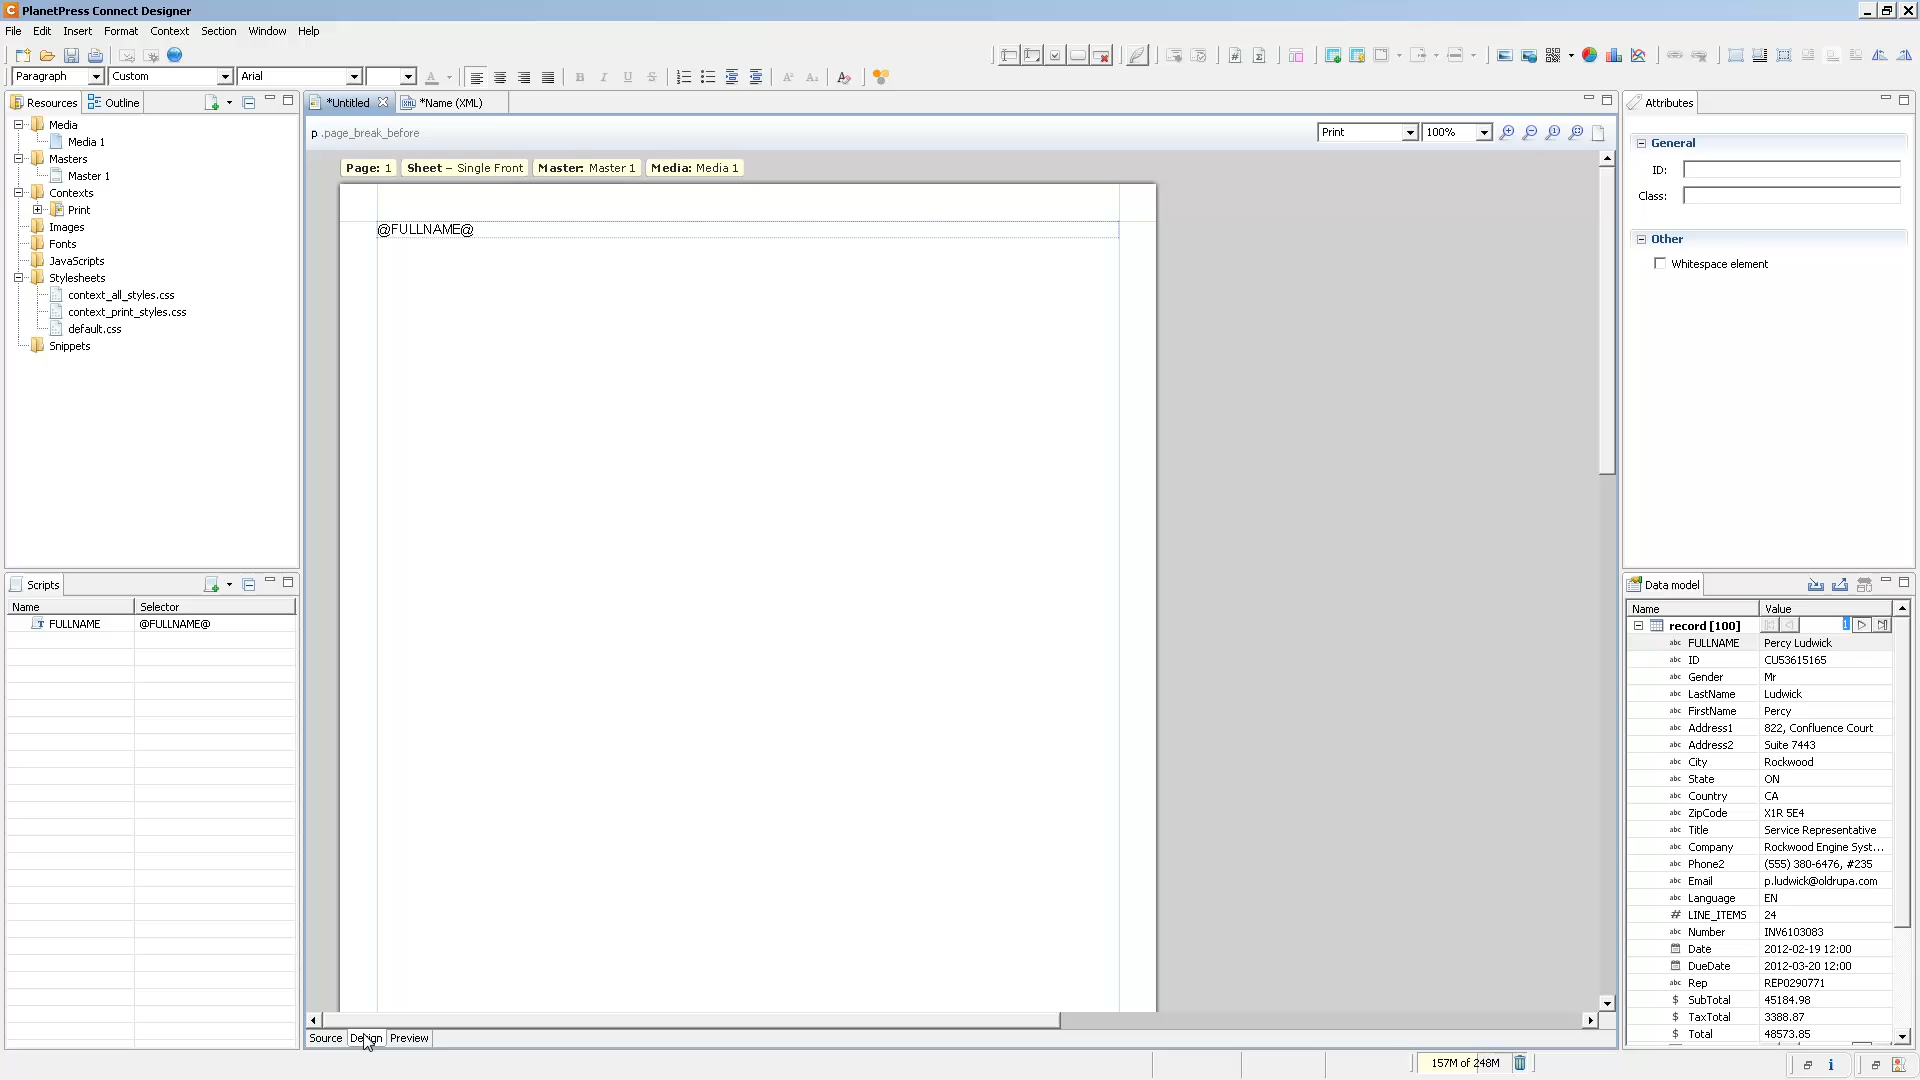 PlanetPress Connect Designer
File Edit Insert Format Context Section Window Help
Paragraph Custom Arial
Resources Outline
Media
Media 1
Masters
Master 1
Contexts
Print
Images
Fonts
JavaScripts
Stylesheets
context_all_styles.css
context_print_styles.css
default.css
Snippets
Scripts
Name Selector
FULLNAME @FULLNAME@
*Untitled *Name (XML)
p .page_break_before
Print 100%
Page: 1 Sheet – Single Front Master: Master 1 Media: Media 1
@FULLNAME@
Source Design Preview
Attributes
General
ID:
Class:
Other
Whitespace element
Data model
Name Value
record [100] 1
FULLNAME Percy Ludwick
ID CU53615165
Gender Mr
LastName Ludwick
FirstName Percy
Address1 822, Confluence Court
Address2 Suite 7443
City Rockwood
State ON
Country CA
ZipCode X1R 5E4
Title Service Representative
Company Rockwood Engine Syst...
Phone2 (555) 380-6476, #235
Email p.ludwick@oldrupa.com
Language EN
LINE_ITEMS 24
Number INV6103083
Date 2012-02-19 12:00
DueDate 2012-03-20 12:00
Rep REP0290771
SubTotal 45184.98
TaxTotal 3388.87
Total 48573.85
157M of 248M